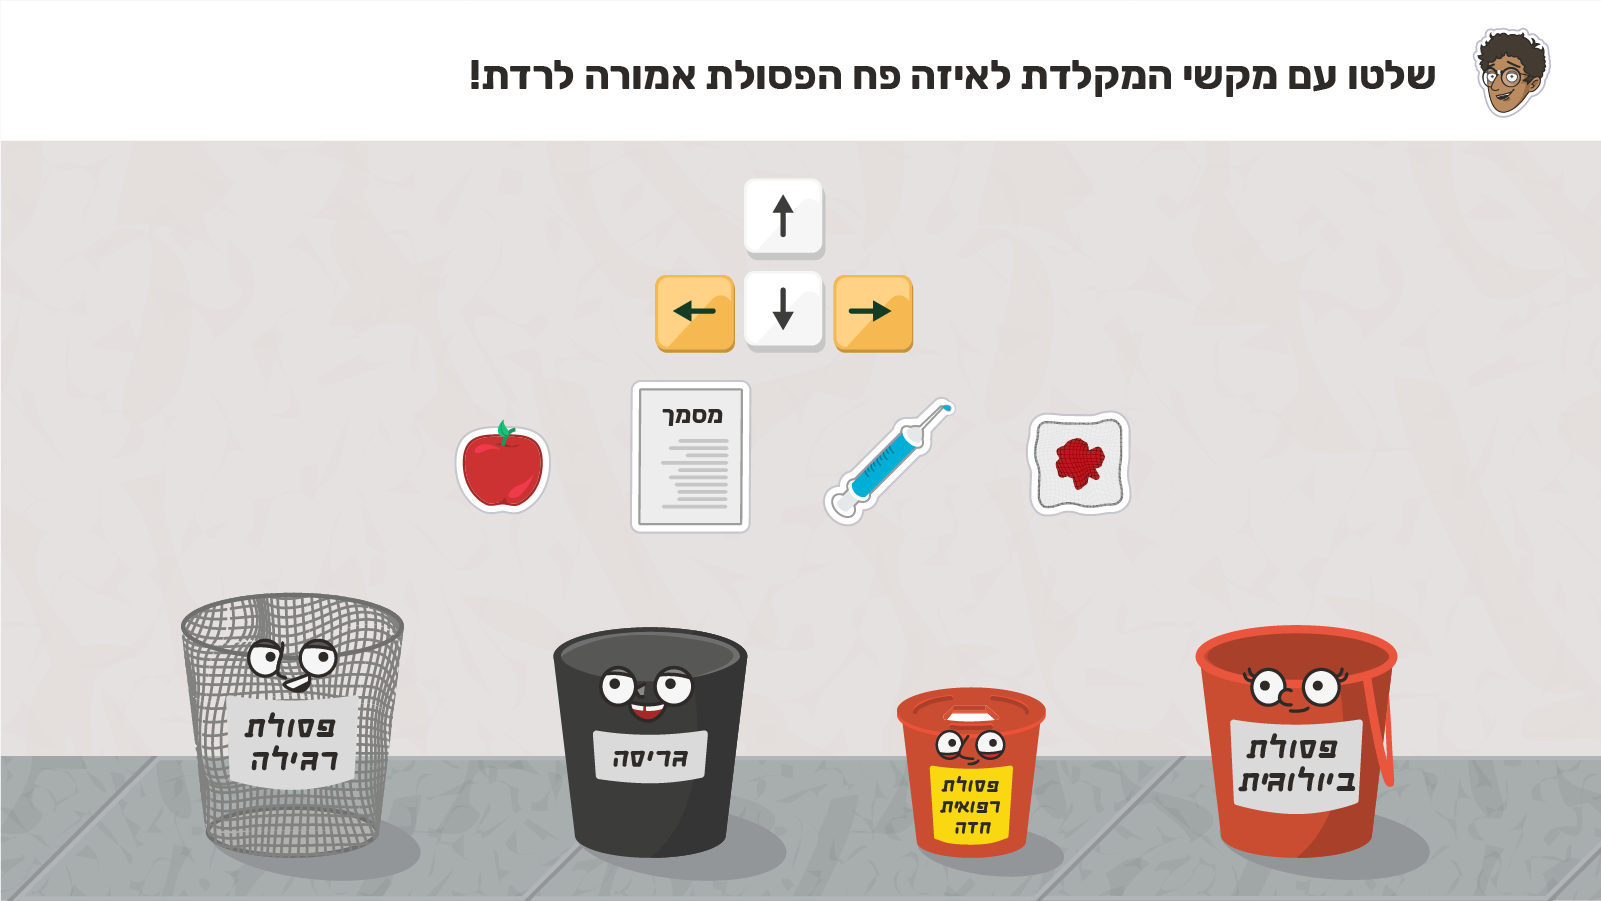 שלטו עם מקשי המקלדת לאיזה פח הפסולת אמורה לרדת!
מסמך
פסולת
ביולוגית
פסולת
רפואית
חדה
גריסה
פסולת
רגילה